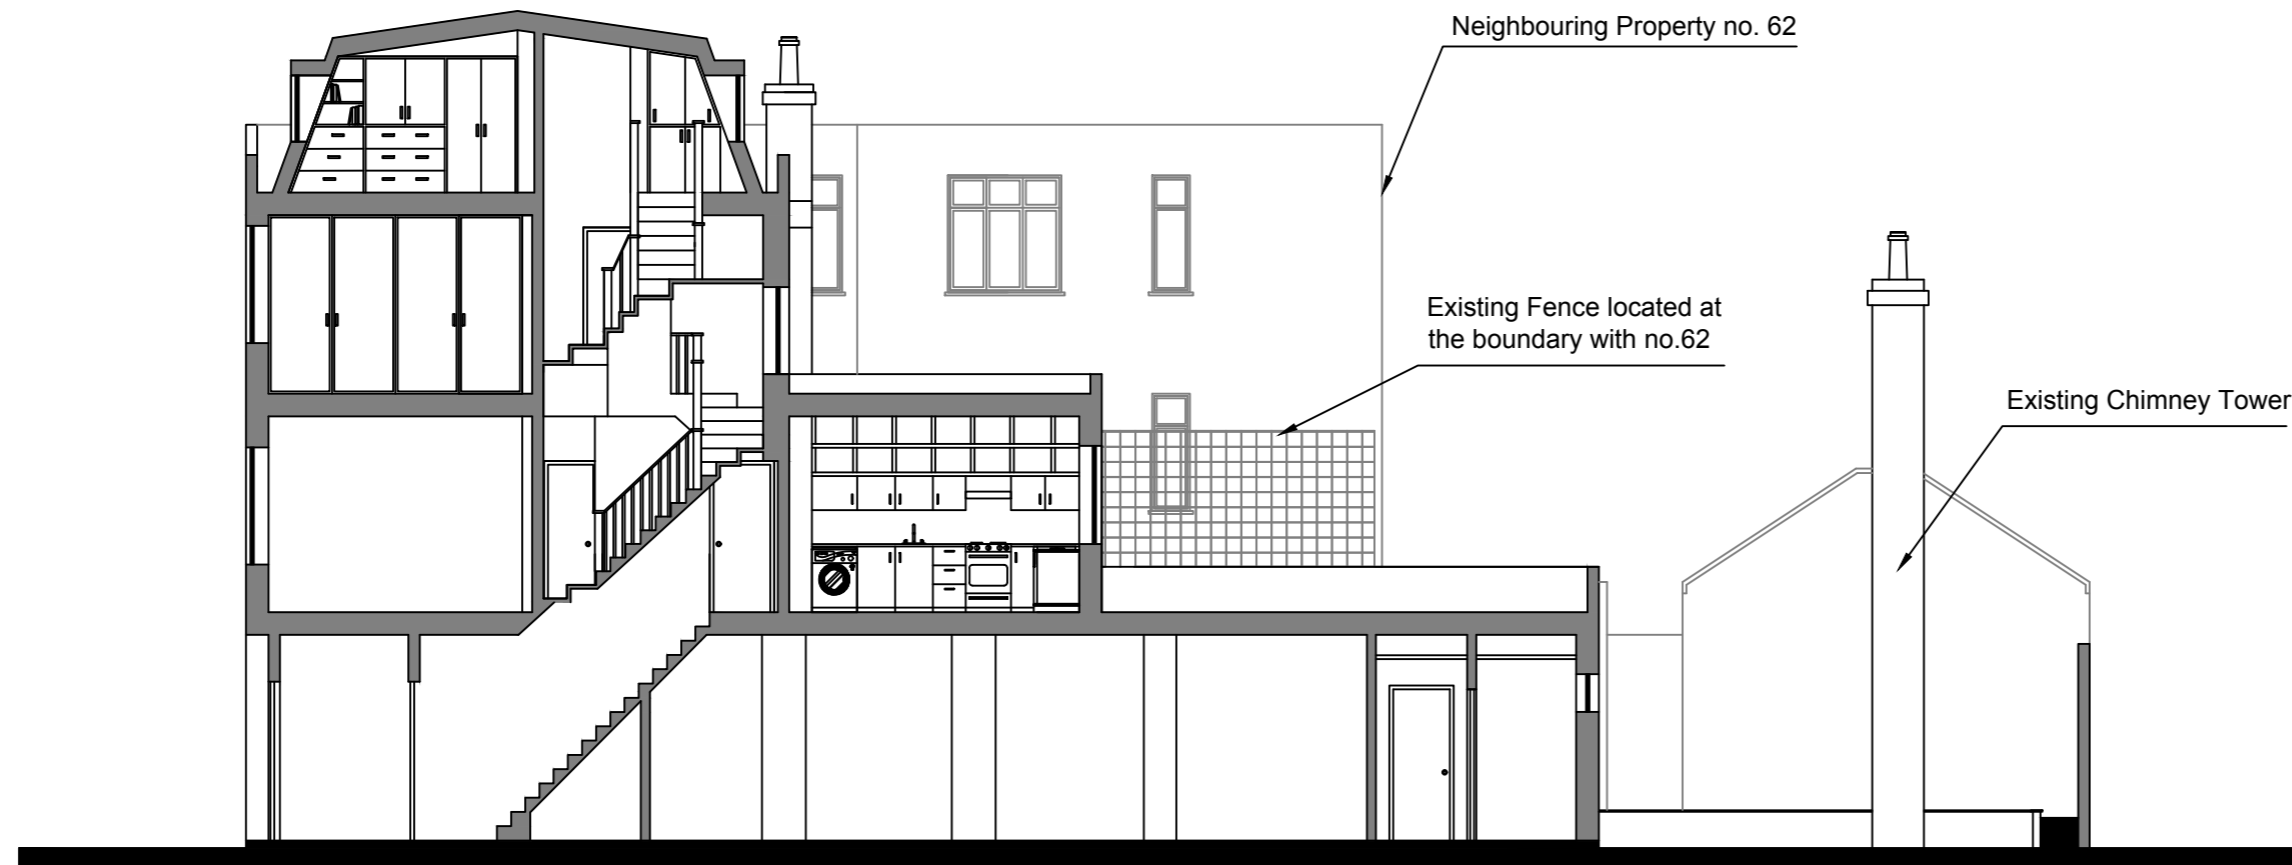 Neighbouring Property no. 62
Existing Fence located at
the boundary with no.62
Existing Chimney Tower